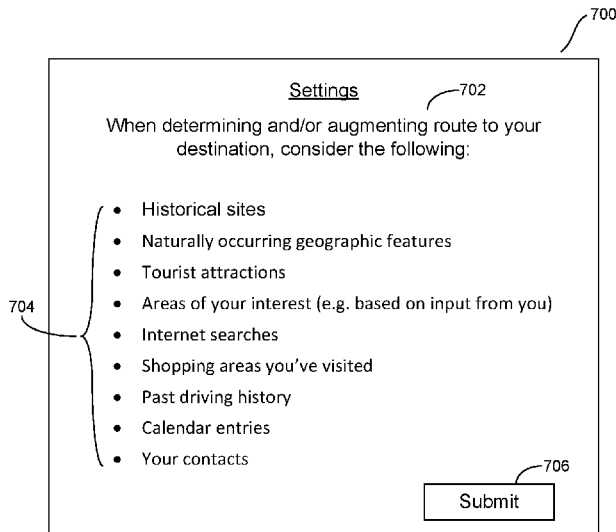 700
Settings
702
When determining and/or augmenting route to your
destination, consider the following:
• Historical sites
• Naturally occurring geographic features
• Tourist attractions
• Areas of your interest (e.g. based on input from you)
704
• Internet searches
• Shopping areas you've visited
• Past driving history
• Calendar entries
• Your contacts
706
Submit